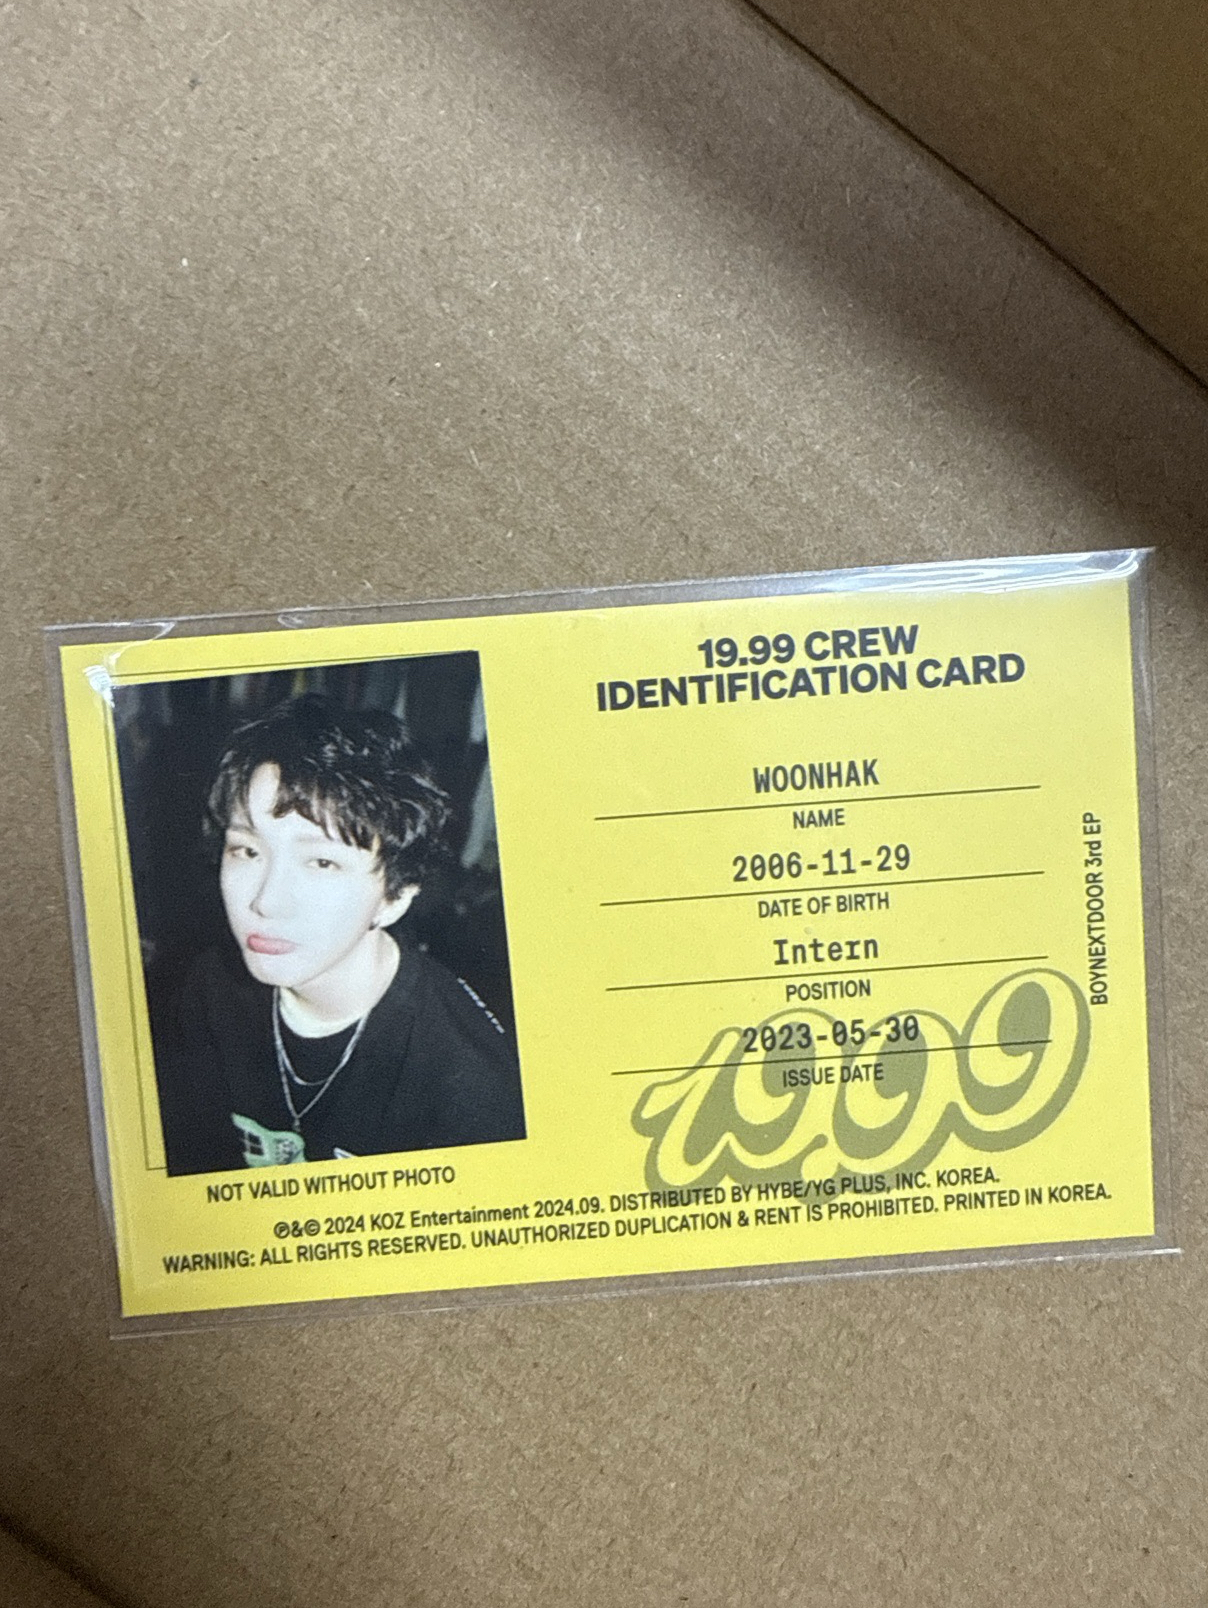 19.99 CREW
IDENTIFICATION CARD
WOONHAK
NAME
2006-11-29
DATE OF BIRTH
Intern
POSITION
2023-05-30
ISSUE DATE
19.99
BOYNEXTDOOR 3rd EP
NOT VALID WITHOUT PHOTO
℗&© 2024 KOZ Entertainment 2024.09. DISTRIBUTED BY HYBE/YG PLUS, INC. KOREA.
WARNING: ALL RIGHTS RESERVED. UNAUTHORIZED DUPLICATION & RENT IS PROHIBITED. PRINTED IN KOREA.